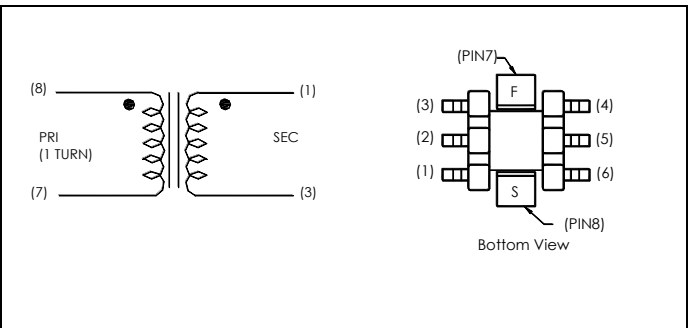 (8)
(1)
PRI
(1 TURN)
SEC
(7)
(3)
(PIN7)
F
(3)
(4)
(2)
(5)
(1)
(6)
S
(PIN8)
Bottom View